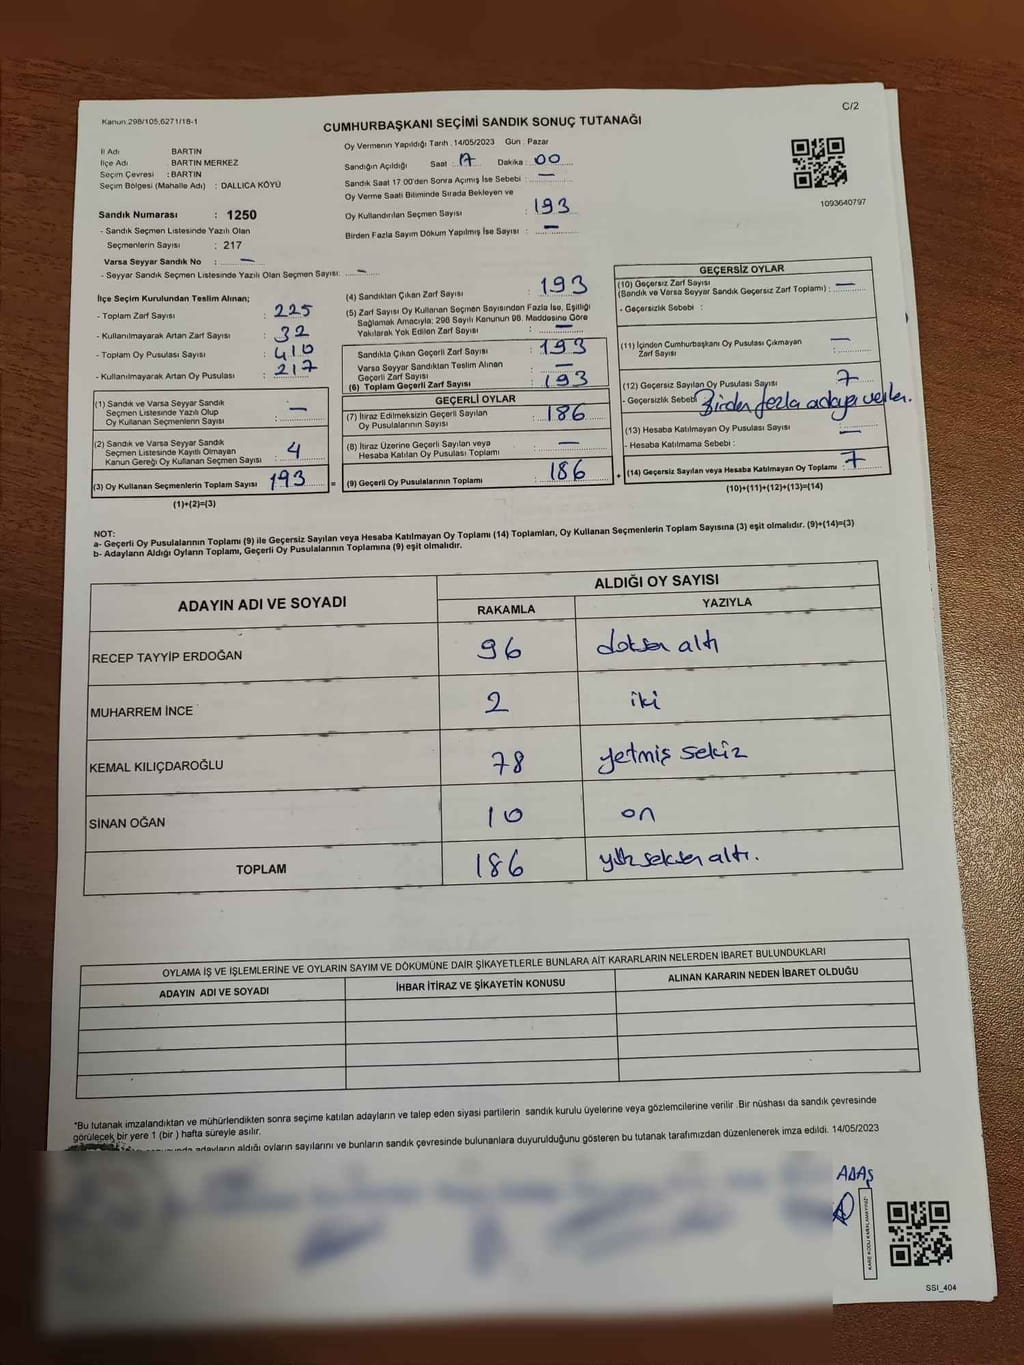 Kanun:298/105,6271/18-1
C/2
CUMHURBAŞKANI SEÇİMİ SANDIK SONUÇ TUTANAĞI
İl Adı BARTIN
İlçe Adı BARTIN MERKEZ
Seçim Çevresi : BARTIN
Seçim Bölgesi (Mahalle Adı) : DALLICA KÖYÜ
Sandık Numarası : 1250
- Sandık Seçmen Listesinde Yazılı Olan
Seçmenlerin Sayısı : 217
Varsa Seyyar Sandık No : —
- Seyyar Sandık Seçmen Listesinde Yazılı Olan Seçmen Sayısı: —
Oy Vermenin Yapıldığı Tarih : 14/05/2023 Gün : Pazar
Sandığın Açıldığı Saat : 17 Dakika : 00
Sandık Saat 17.00'den Sonra Açımış İse Sebebi : —
Oy Verme Saati Bitiminde Sırada Bekleyen ve
Oy Kullandırılan Seçmen Sayısı : 193
Birden Fazla Sayım Döküm Yapılmış İse Sayısı : —
1093640797
İlçe Seçim Kurulundan Teslim Alınan;
- Toplam Zarf Sayısı : 225
- Kullanılmayarak Artan Zarf Sayısı : 32
- Toplam Oy Pusulası Sayısı : 410
- Kullanılmayarak Artan Oy Pusulası : 217
(1) Sandık ve Varsa Seyyar Sandık
Seçmen Listesinde Yazılı Olup
Oy Kullanan Seçmenlerin Sayısı : —
(2) Sandık ve Varsa Seyyar Sandık
Seçmen Listesinde Kayıtlı Olmayan
Kanun Gereği Oy Kullanan Seçmen Sayısı : 4
(3) Oy Kullanan Seçmenlerin Toplam Sayısı : 193 =
(1)+(2)=(3)
(4) Sandıktan Çıkan Zarf Sayısı : 193
(5) Zarf Sayısı Oy Kullanan Seçmen Sayısından Fazla İse, Eşitliği
Sağlamak Amacıyla; 298 Sayılı Kanunun 98. Maddesine Göre
Yakılarak Yok Edilen Zarf Sayısı : —
Sandıkta Çıkan Geçerli Zarf Sayısı : 193
Varsa Seyyar Sandıktan Teslim Alınan
Geçerli Zarf Sayısı : —
(6) Toplam Geçerli Zarf Sayısı : 193
GEÇERLİ OYLAR
(7) İtiraz Edilmeksizin Geçerli Sayılan
Oy Pusulalarının Sayısı : 186
(8) İtiraz Üzerine Geçerli Sayılan veya
Hesaba Katılan Oy Pusulası Toplamı : —
(9) Geçerli Oy Pusulalarının Toplamı : 186 +
GEÇERSİZ OYLAR
(10) Geçersiz Zarf Sayısı
(Sandık ve Varsa Seyyar Sandık Geçersiz Zarf Toplamı) : —
- Geçersizlik Sebebi :
(11) İçinden Cumhurbaşkanı Oy Pusulası Çıkmayan
Zarf Sayısı : —
(12) Geçersiz Sayılan Oy Pusulası Sayısı : 7
- Geçersizlik Sebebi Birden fazla adaya
(13) Hesaba Katılmayan Oy Pusulası Sayısı : —
- Hesaba Katılmama Sebebi :
(14) Geçersiz Sayılan veya Hesaba Katılmayan Oy Toplamı : 7
(10)+(11)+(12)+(13)=(14)
NOT:
a- Geçerli Oy Pusulalarının Toplamı (9) ile Geçersiz Sayılan veya Hesaba Katılmayan Oy Toplamı (14) Toplamları, Oy Kullanan Seçmenlerin Toplam Sayısına (3) eşit olmalıdır. (9)+(14)=(3)
b- Adayların Aldığı Oyların Toplamı, Geçerli Oy Pusulalarının Toplamına (9) eşit olmalıdır.
ADAYIN ADI VE SOYADI ALDIĞI OY SAYISI
RAKAMLA YAZIYLA
RECEP TAYYİP ERDOĞAN 96 doksan altı
MUHARREM İNCE 2 iki
KEMAL KILIÇDAROĞLU 78 yetmiş sekiz
SİNAN OĞAN 10 on
TOPLAM 186 yüz seksen altı.
OYLAMA İŞ VE İŞLEMLERİNE VE OYLARIN SAYIM VE DÖKÜMÜNE DAİR ŞİKAYETLERLE BUNLARA AİT KARARLARIN NELERDEN İBARET BULUNDUKLARI
ADAYIN ADI VE SOYADI İHBAR İTİRAZ VE ŞİKAYETİN KONUSU ALINAN KARARIN NEDEN İBARET OLDUĞU
*Bu tutanak imzalandıktan ve mühürlendikten sonra seçime katılan adayların ve talep eden siyasi partilerin sandık kurulu üyelerine veya gözlemcilerine verilir .Bir nüshası da sandık çevresinde
görülecek bir yere 1 (bir ) hafta süreyle asılır.
adayların aldığı oyların sayılarını ve bunların sandık çevresinde bulunanlara duyurulduğunu gösteren bu tutanak tarafımızdan düzenlenerek imza edildi. 14/05/2023
KARE KODU KARALAMAYINIZ!
SSI_404